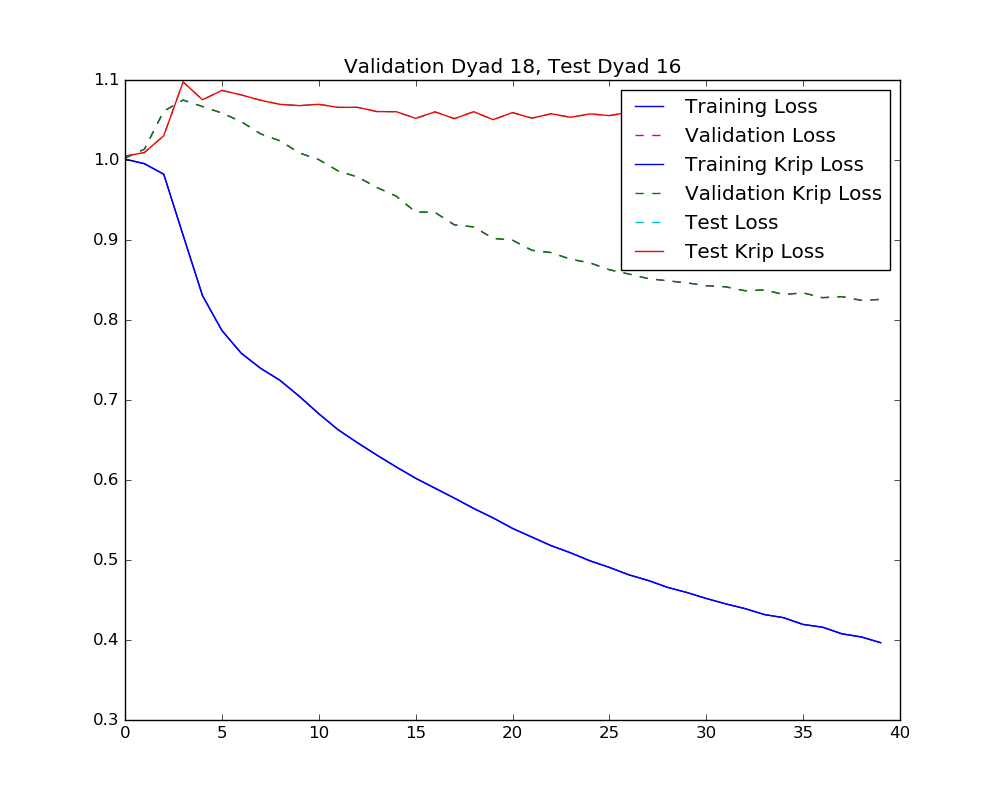 Validation Dyad 18, Test Dyad 16
1.1
1.0
0.9
0.8
0.7
0.6
0.5
0.4
0.3
Training Loss
Validation Loss
Training Krip Loss
Validation Krip Loss
Test Loss
Test Krip Loss
0 5 10 15 20 25 30 35 40